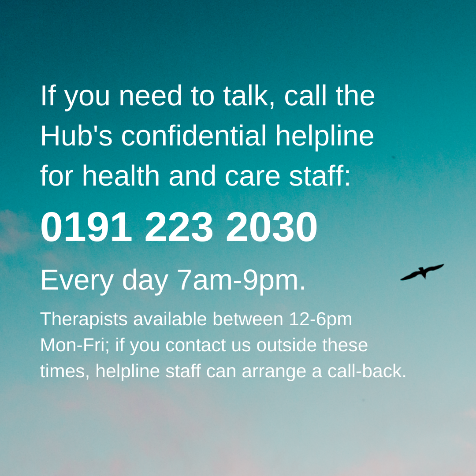 If you need to talk, call the
Hub's confidential helpline
for health and care staff:
0191 223 2030
Every day 7am-9pm.
Therapists available between 12-6pm
Mon-Fri; if you contact us outside these
times, helpline staff can arrange a call-back.